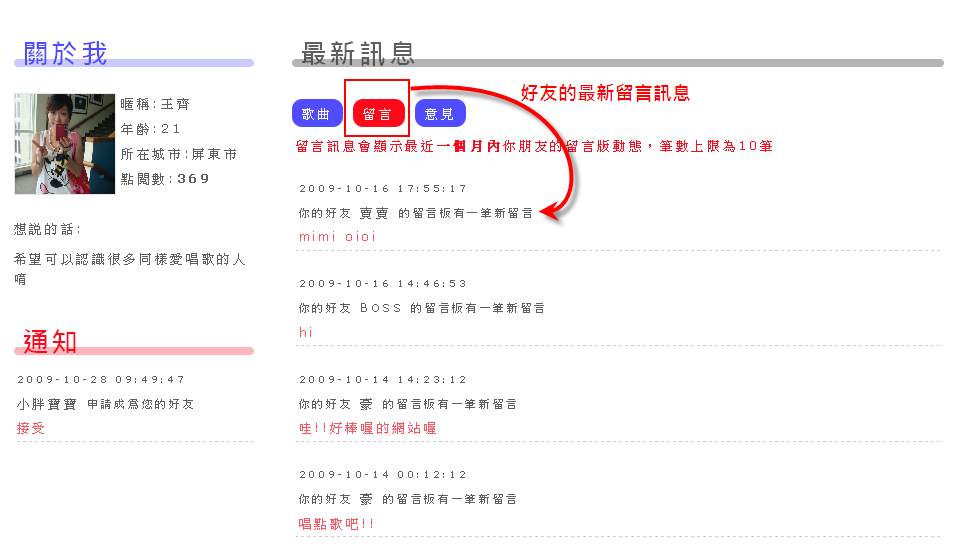 關於我
暱稱:王齊
年齡:21
所在城市:屏東市
點閱數:369
想説的話:
希望可以認識很多同樣愛唱歌的人
唷
通知
2009-10-28 09:49:47
小胖寶寶 申請成為您的好友
接受
最新訊息
歌曲 留言 意見
好友的最新留言訊息
留言訊息會顯示最近一個月內你朋友的留言版動態，筆數上限為10筆
2009-10-16 17:55:17
你的好友 賣賣 的留言板有一筆新留言
mimi oioi
2009-10-16 14:46:53
你的好友 BOSS 的留言板有一筆新留言
hi
2009-10-14 14:23:12
你的好友 豪 的留言板有一筆新留言
哇!!好棒喔的網站喔
2009-10-14 00:12:12
你的好友 豪 的留言板有一筆新留言
唱點歌吧!!